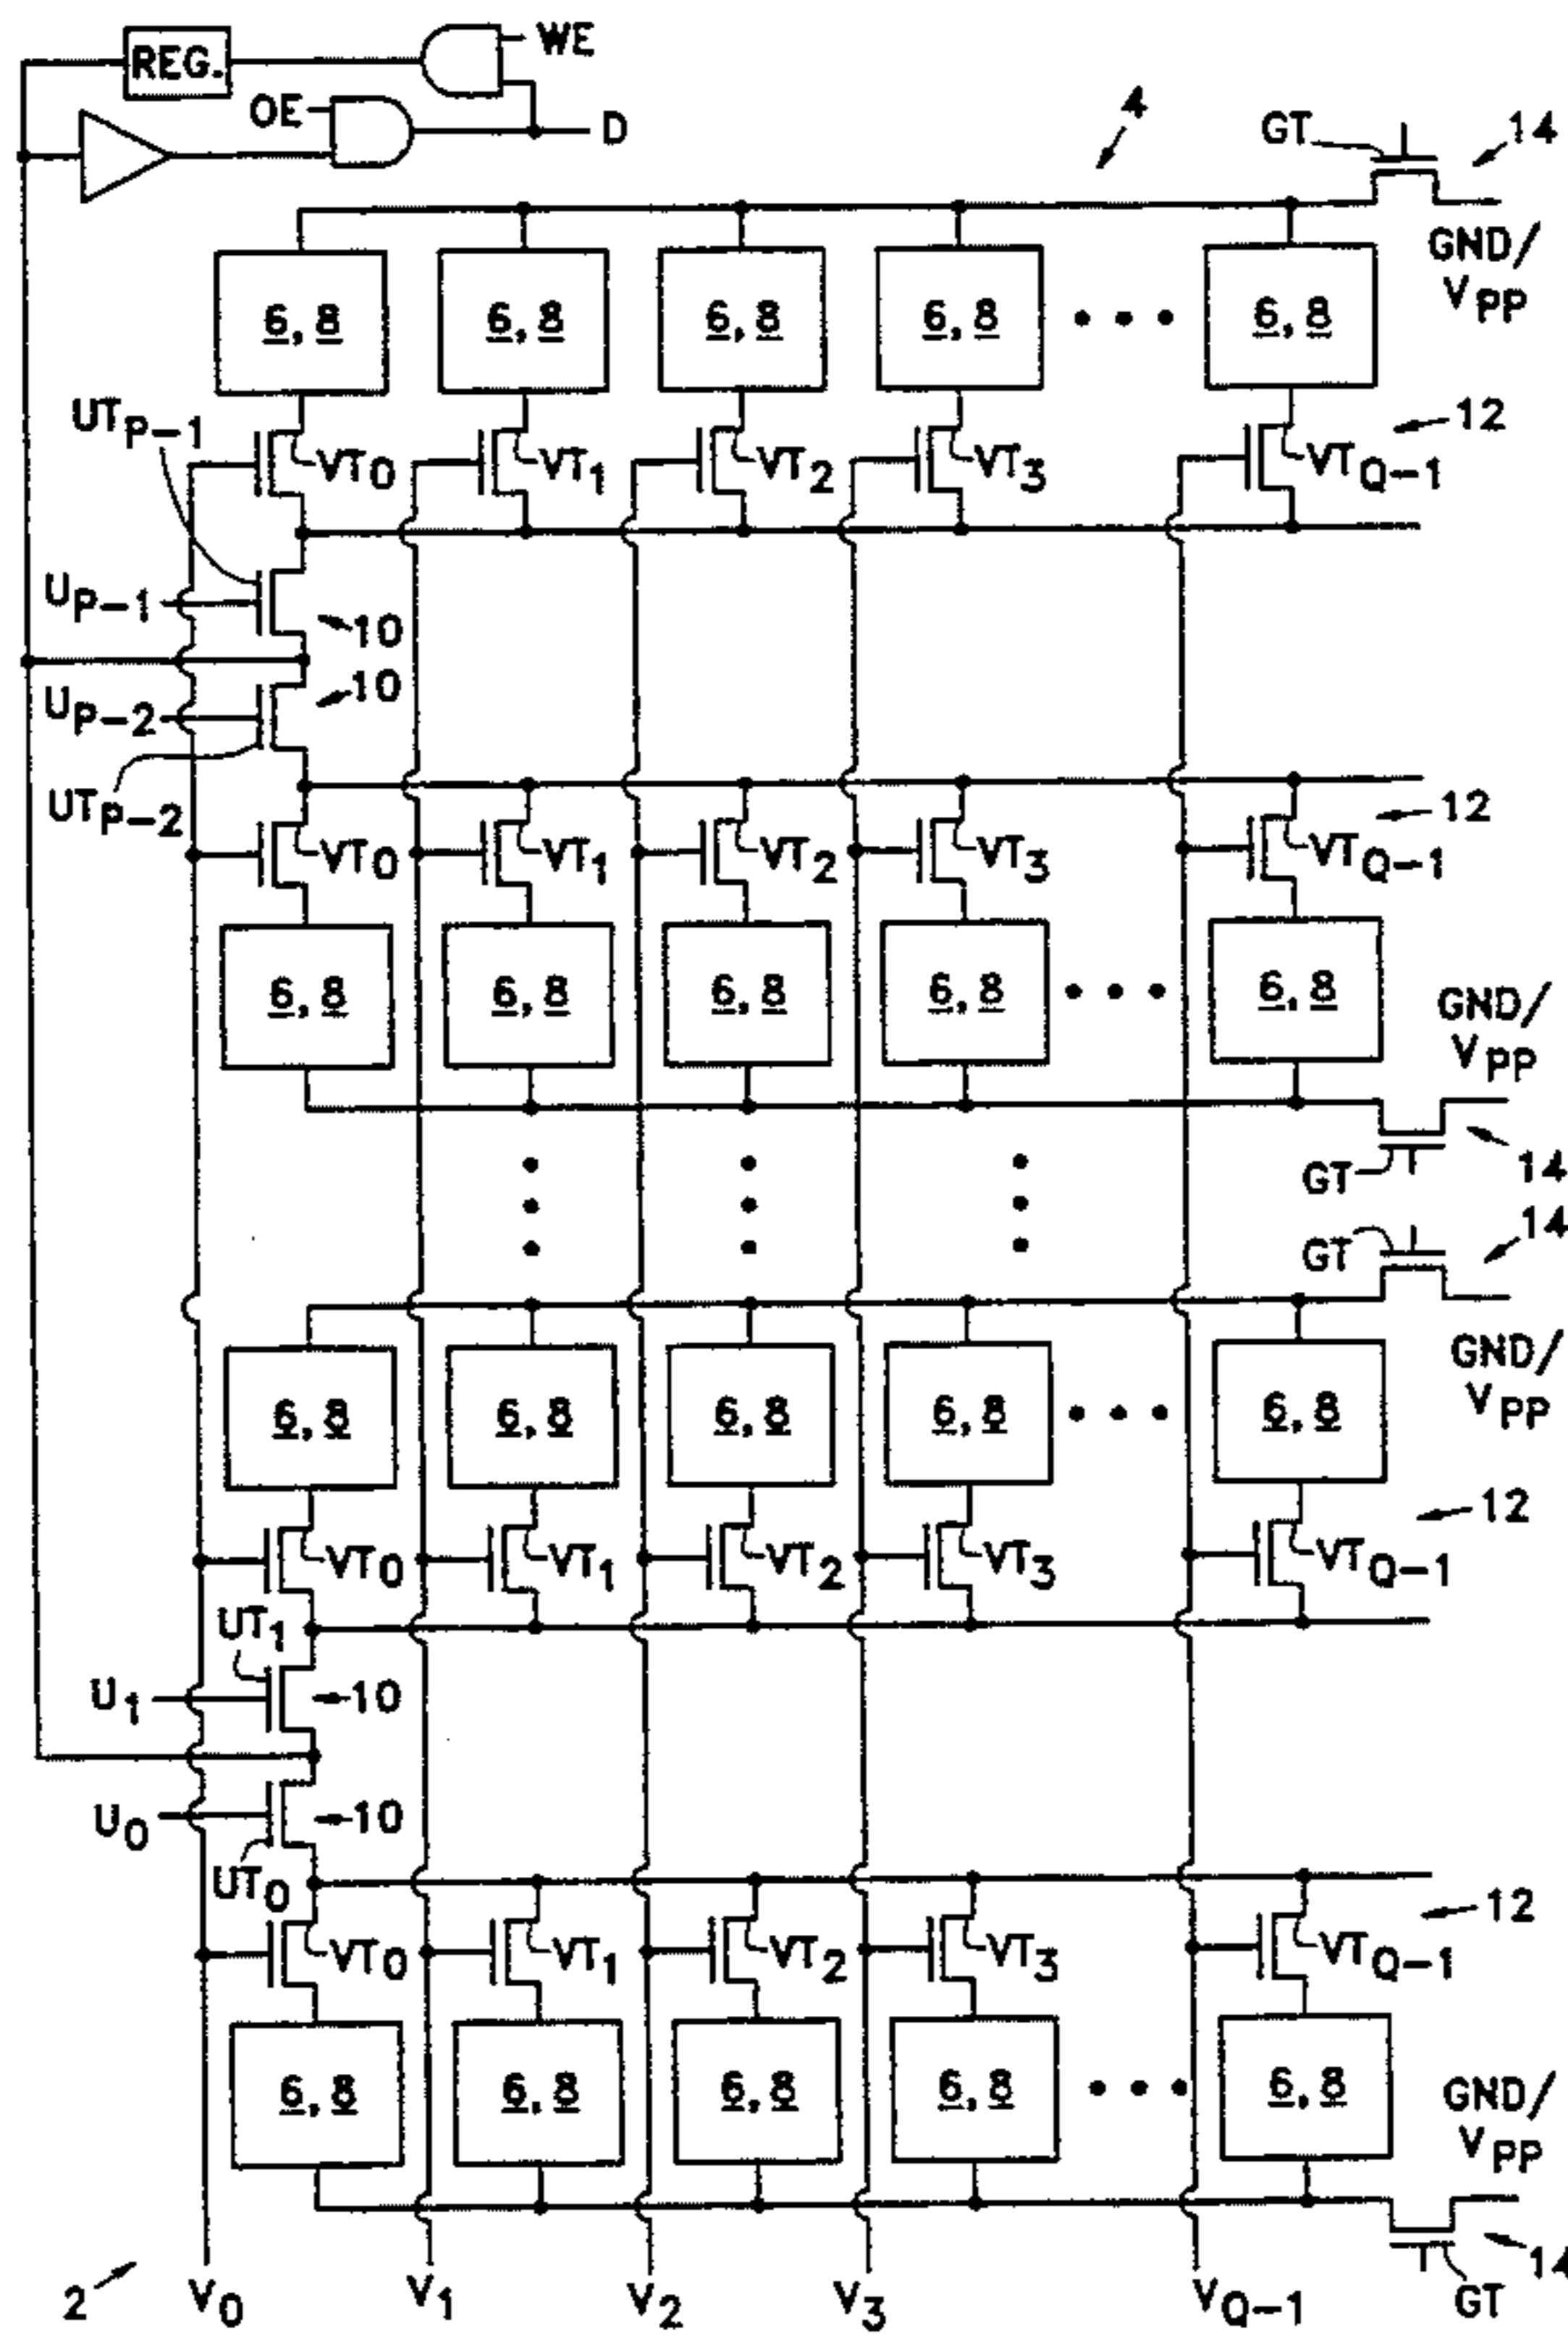 WE
REG.
OE
D
4
GT
14
GND/
VPP
6, 8 6, 8 6, 8 6, 8 6, 8
UTP-1
12
VT0 VT1 VT2 VT3 VTQ-1
UP-1
10
10
UP-2
UTP-2
12
VT0 VT1 VT2 VT3 VTQ-1
6, 8 6, 8 6, 8 6, 8 6, 8
GND/
VPP
GT
14
14
GT
6, 8 6, 8 6, 8 6, 8 6, 8
GND/
VPP
12
VT0 VT1 VT2 VT3 VTQ-1
UT1
U1
10
U0
10
UT0
12
VT0 VT1 VT2 VT3 VTQ-1
6, 8 6, 8 6, 8 6, 8 6, 8
GND/
VPP
14
GT
2
V0 V1 V2 V3 VQ-1